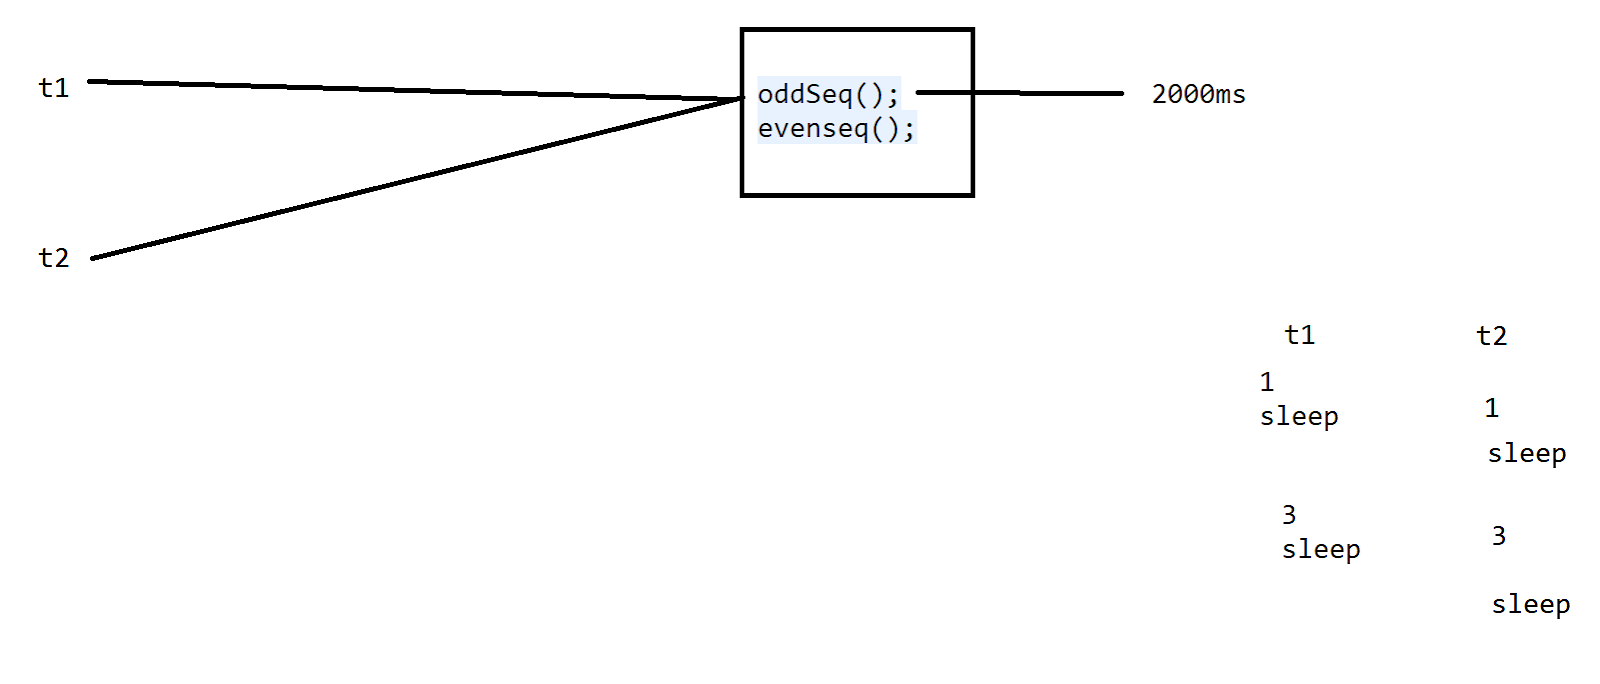 t1
oddSeq();
2000ms
evenseq();
t2
t1
t2
1
sleep
1
sleep
3
sleep
3
sleep